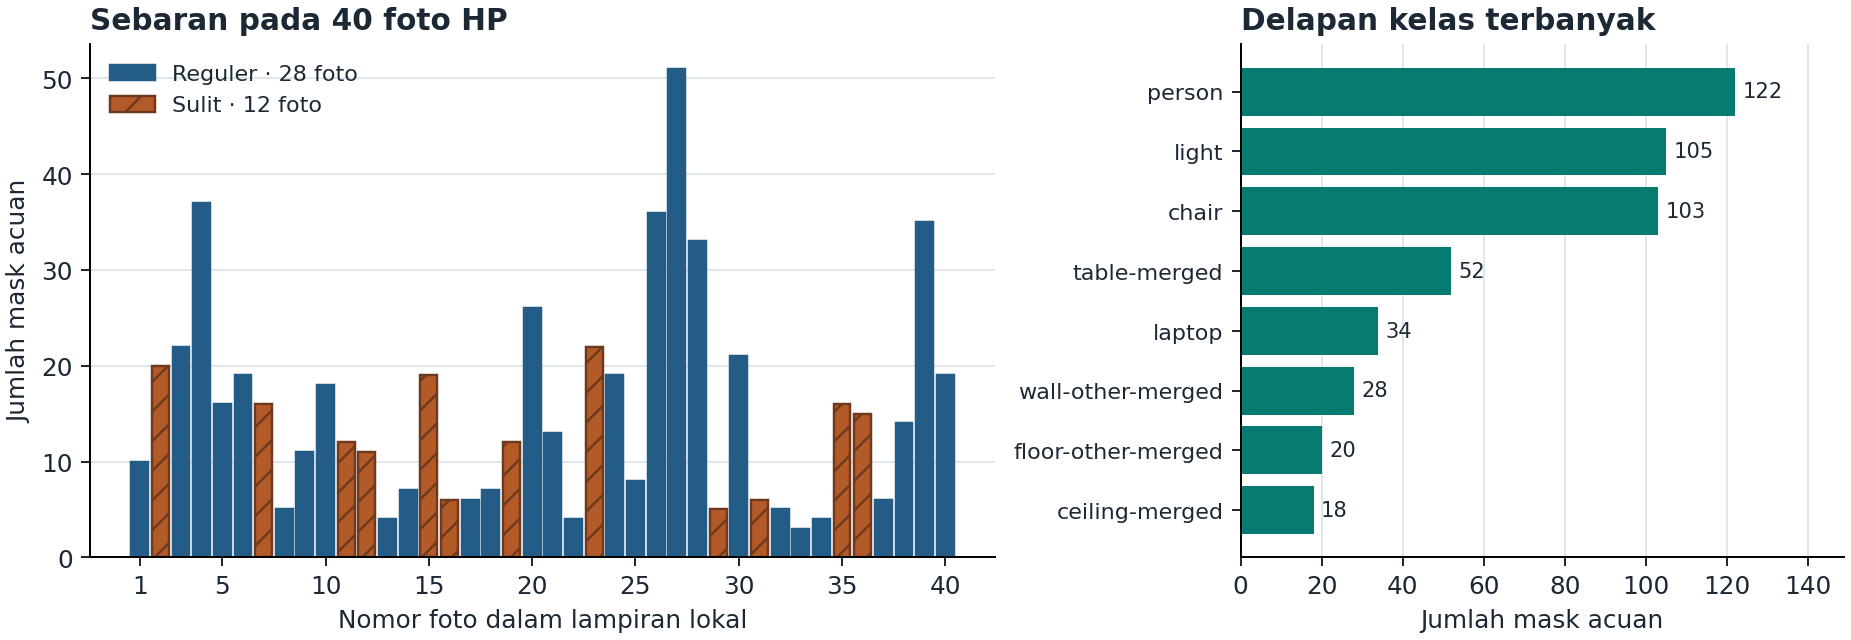 Sebaran pada 40 foto HP
Reguler · 28 foto
Sulit · 12 foto
Jumlah mask acuan
50
40
30
20
10
0
1 5 10 15 20 25 30 35 40
Nomor foto dalam lampiran lokal
Delapan kelas terbanyak
person 122
light 105
chair 103
table-merged 52
laptop 34
wall-other-merged 28
floor-other-merged 20
ceiling-merged 18
0 20 40 60 80 100 120 140
Jumlah mask acuan